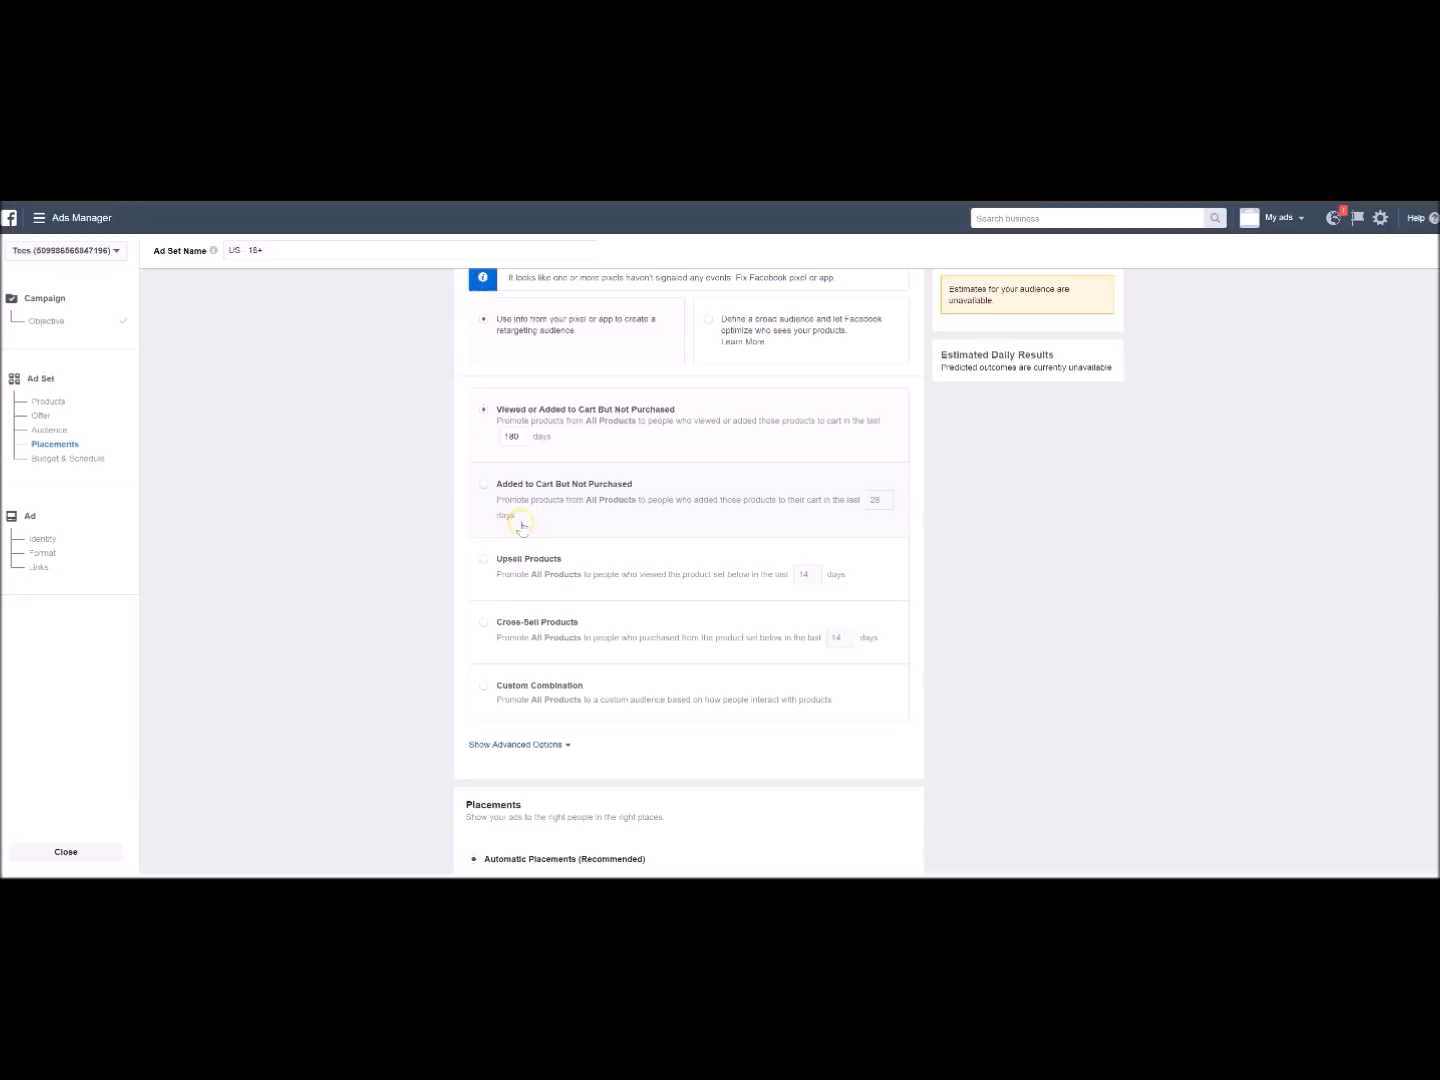 Ads Manager
Search business
My ads
1
Help
Tees (509986565847196)
Ad Set Name
US - 18+
Campaign
Objective
Ad Set
Products
Offer
Audience
Placements
Budget & Schedule
Ad
Identity
Format
Links
Close
It looks like one or more pixels haven't signaled any events. Fix Facebook pixel or app.
Use info from your pixel or app to create a
retargeting audience.
Define a broad audience and let Facebook
optimize who sees your products.
Learn More
Viewed or Added to Cart But Not Purchased
Promote products from All Products to people who viewed or added those products to cart in the last
180 days
Added to Cart But Not Purchased
Promote products from All Products to people who added those products to their cart in the last 28
days
Upsell Products
Promote All Products to people who viewed the product set below in the last 14 days
Cross-Sell Products
Promote All Products to people who purchased from the product set below in the last 14 days
Custom Combination
Promote All Products to a custom audience based on how people interact with products
Show Advanced Options
Placements
Show your ads to the right people in the right places.
Automatic Placements (Recommended)
Estimates for your audience are
unavailable.
Estimated Daily Results
Predicted outcomes are currently unavailable